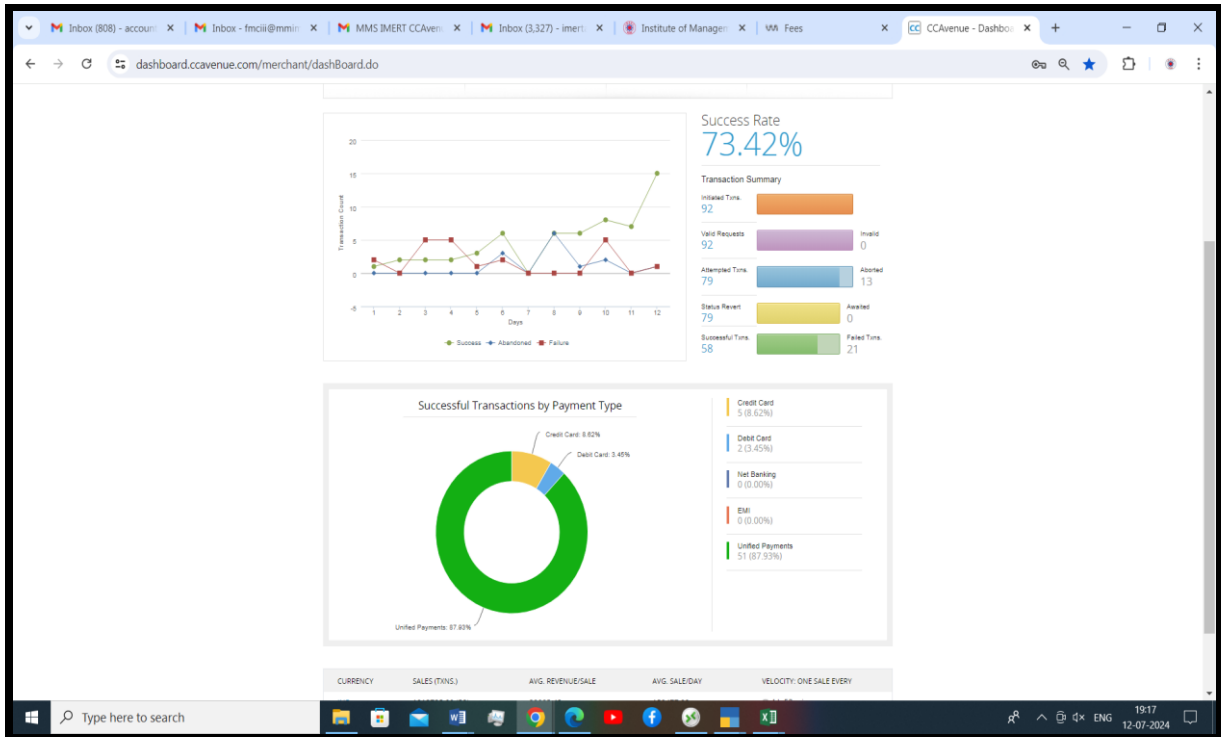 Inbox (808) - accoun
Inbox - fmciii@mmim
MMS IMERT CCAven
Inbox (3,327) - imert
Institute of Managem
Fees
CCAvenue - Dashboa
dashboard.ccavenue.com/merchant/dashBoard.do
20
15
10
5
0
-5
Transaction Count
1 2 3 4 5 6 7 8 9 10 11 12
Days
Success Abandoned Failure
Success Rate
73.42%
Transaction Summary
Initiated Txns.
92
Valid Requests
92
Invalid
0
Attempted Txns.
79
Aborted
13
Status Revert
79
Awaited
0
Successful Txns.
58
Failed Txns.
21
Successful Transactions by Payment Type
Credit Card: 8.62%
Debit Card: 3.45%
Unified Payments: 87.93%
Credit Card
5 (8.62%)
Debit Card
2 (3.45%)
Net Banking
0 (0.00%)
EMI
0 (0.00%)
Unified Payments
51 (87.93%)
CURRENCY SALES (TXNS.) AVG. REVENUE/SALE AVG. SALE/DAY VELOCITY: ONE SALE EVERY
Type here to search
ENG
19:17
12-07-2024